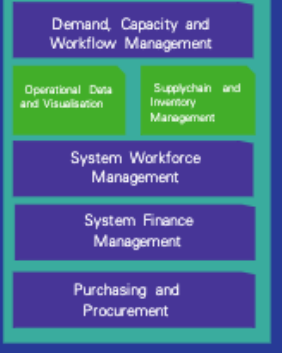 Demand, Capacity and
Workflow Management
Operational Data
and Visualisation
Supplychain and
Inventory
Management
System Workforce
Management
System Finance
Management
Purchasing and
Procurement